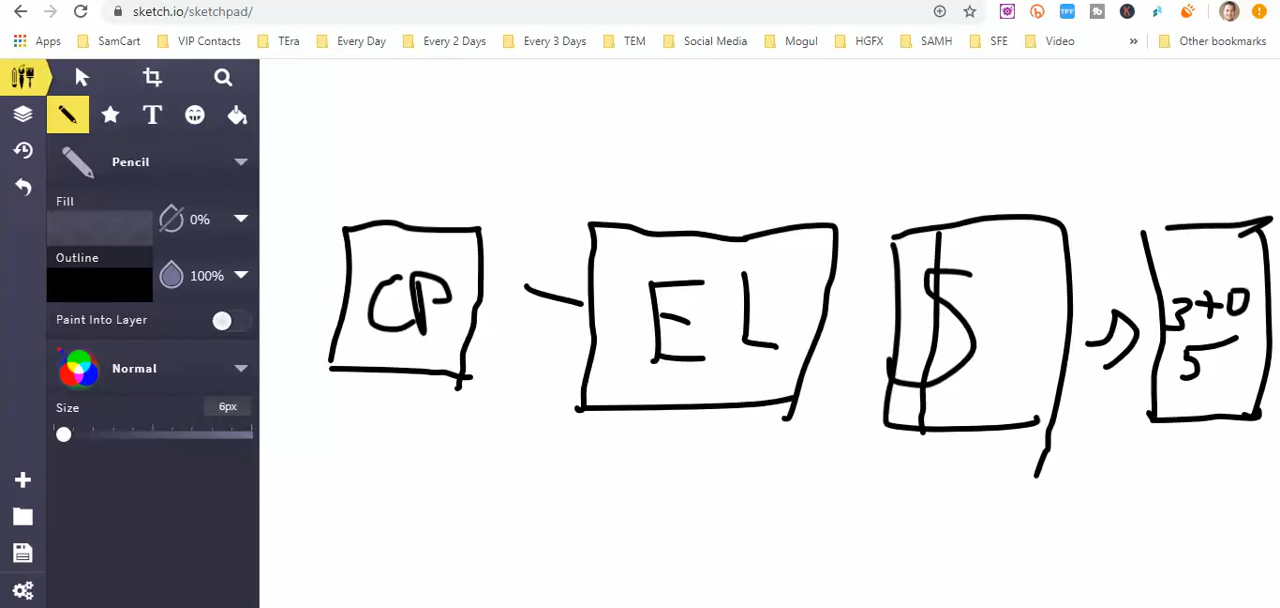 sketch.io/sketchpad/
Apps SamCart VIP Contacts TEra Every Day Every 2 Days Every 3 Days TEM Social Media Mogul HGFX SAMH SFE Video » Other bookmarks
TPF fb K
T
Pencil
Fill
0%
Outline
100%
Paint Into Layer
Normal
Size
6px
CP
EL
$
3+0
5